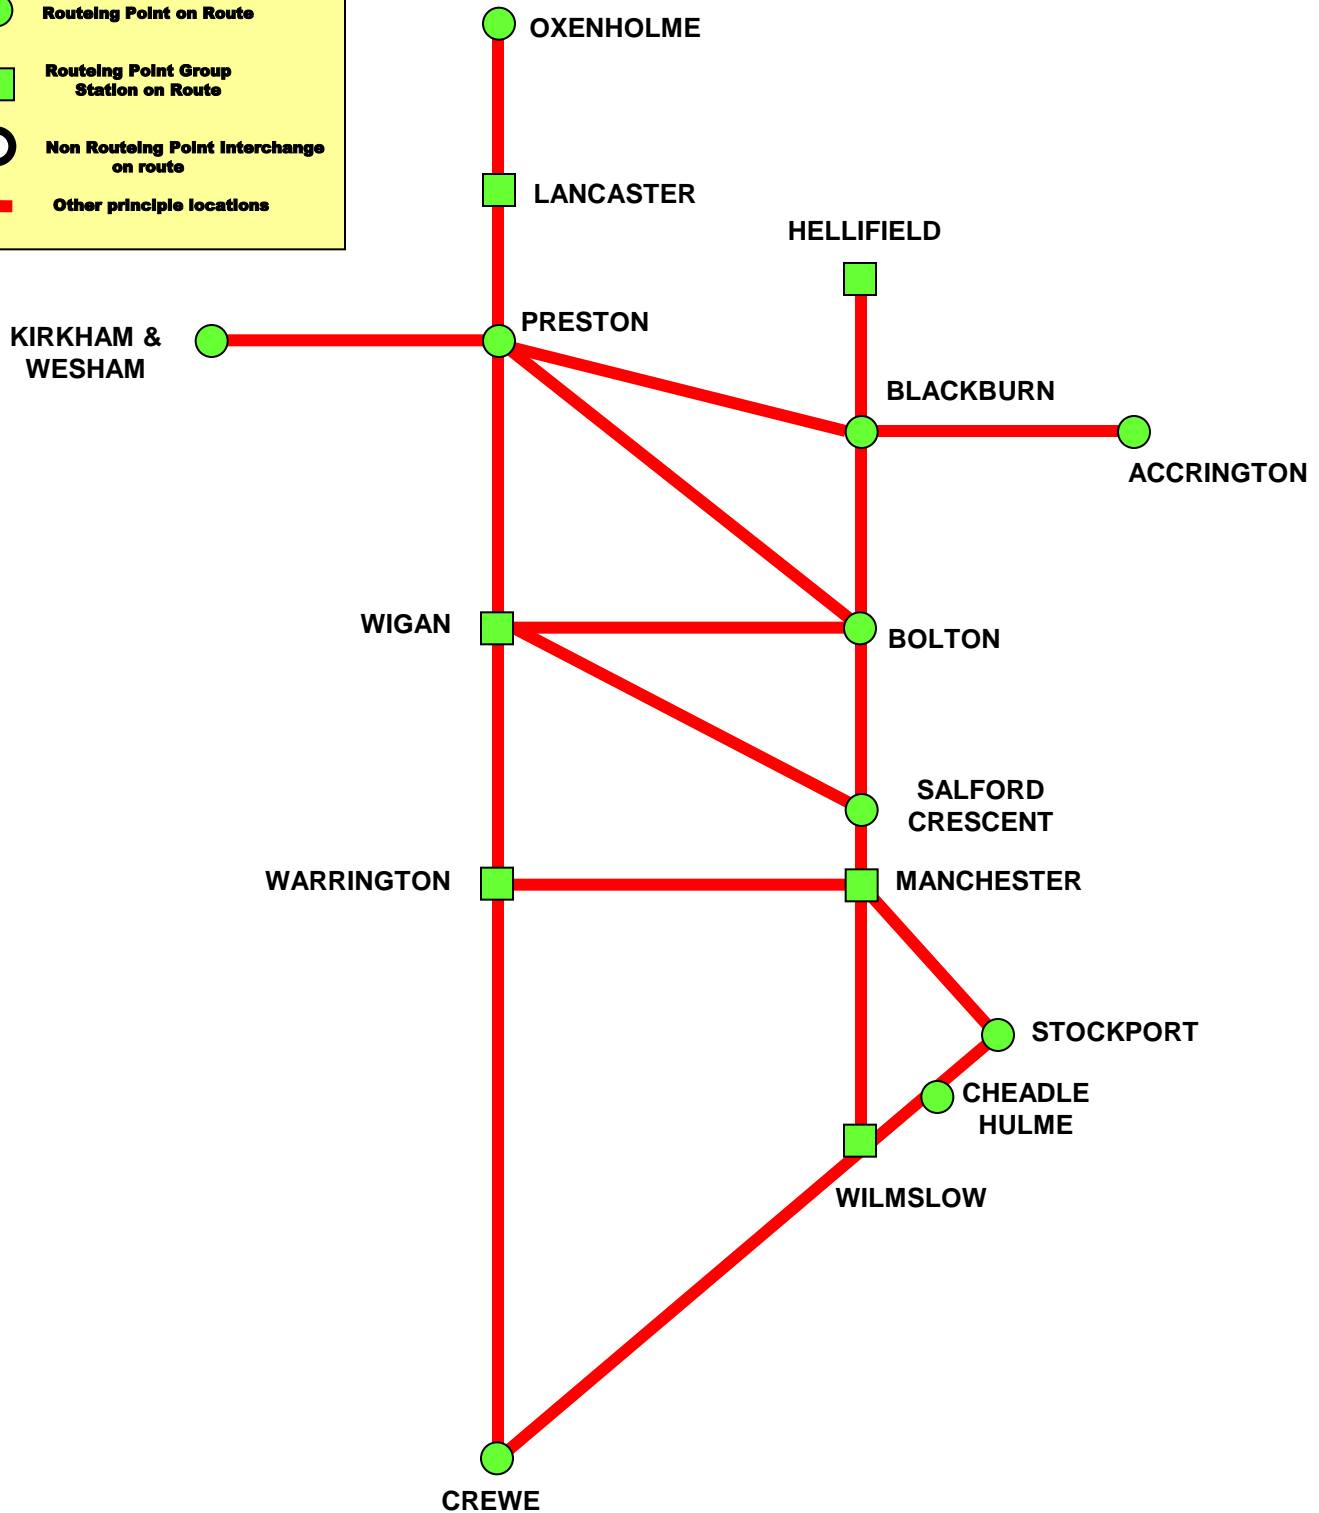 Routeing Point on Route
Routeing Point Group
Station on Route
Non Routeing Point Interchange
on route
Other principle locations
OXENHOLME
LANCASTER
HELLIFIELD
PRESTON
KIRKHAM &
WESHAM
BLACKBURN
ACCRINGTON
WIGAN
BOLTON
SALFORD
CRESCENT
WARRINGTON
MANCHESTER
STOCKPORT
CHEADLE
HULME
WILMSLOW
CREWE